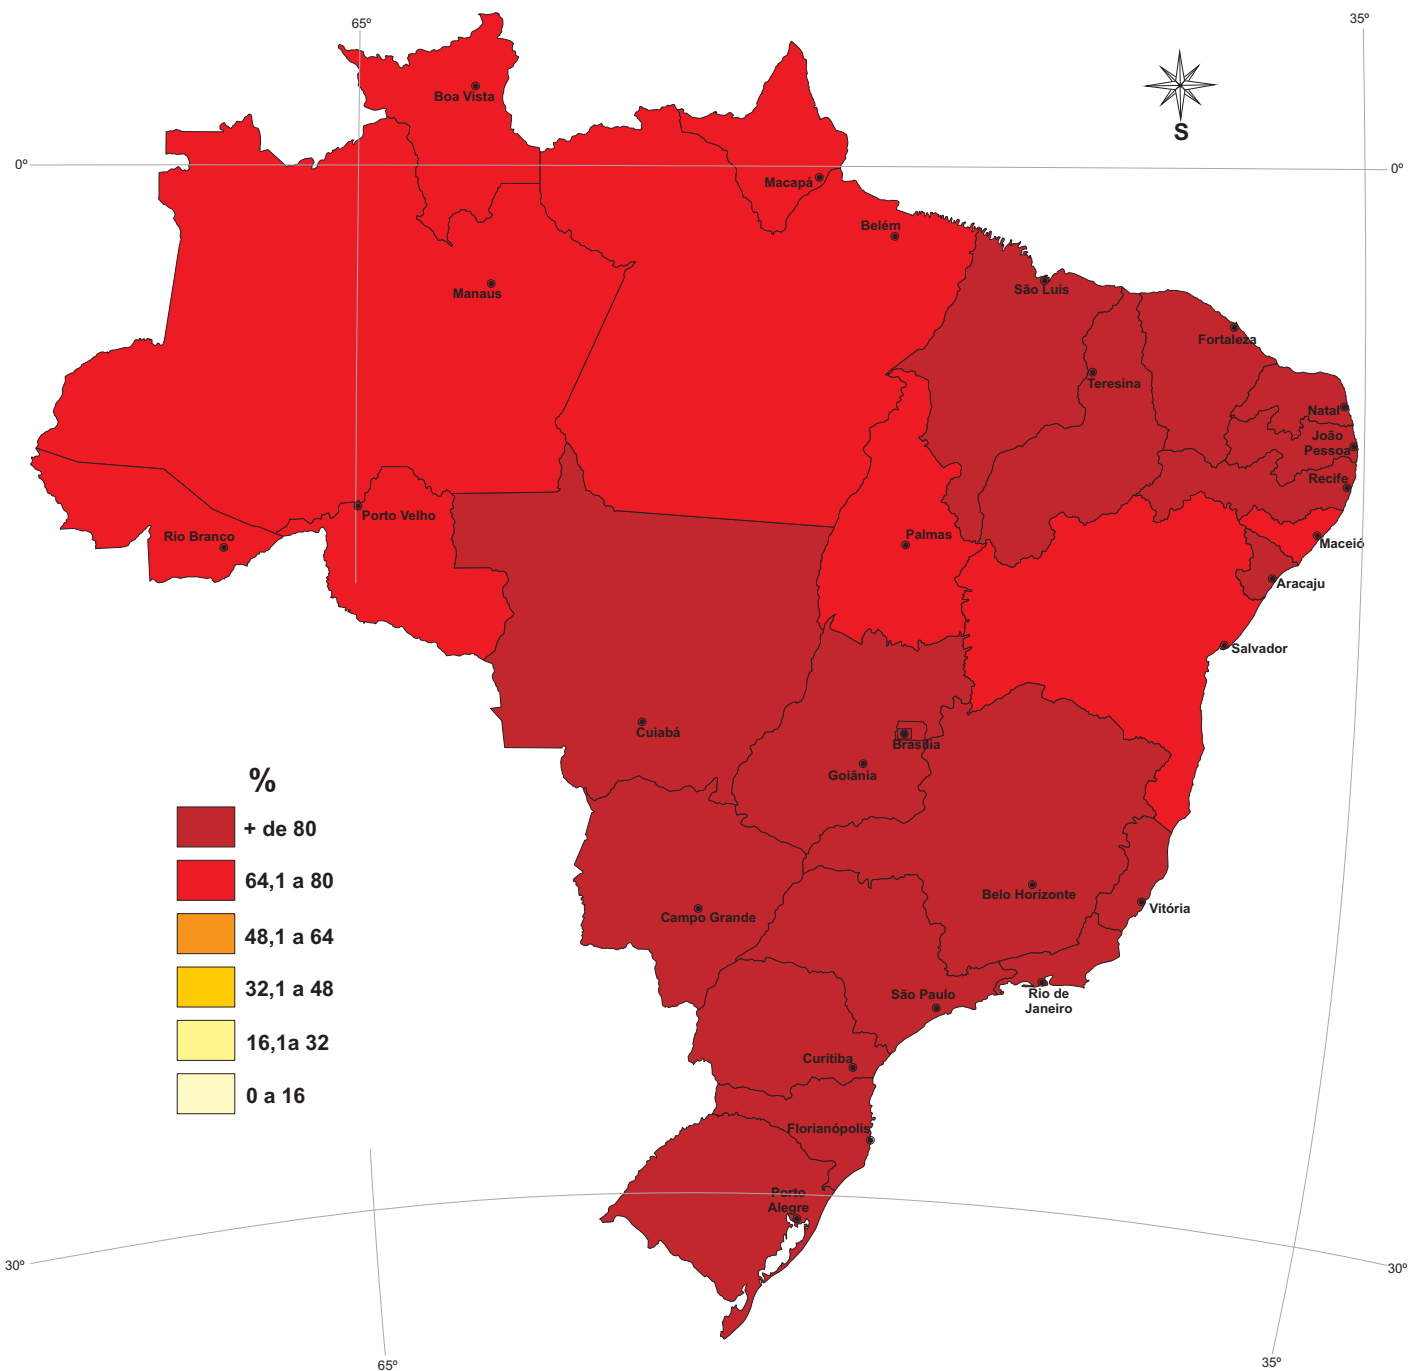 65º
35º
Boa Vista
S
0º
0º
Macapá
Belém
Manaus
São Luis
Fortaleza
Teresina
Natal
João
Pessoa
Recife
Porto Velho
Rio Branco
Palmas
Maceió
Aracaju
Salvador
Cuiabá
Brasília
Goiânia
%
+ de 80
64,1 a 80
48,1 a 64
32,1 a 48
16,1a 32
0 a 16
Belo Horizonte
Campo Grande
Vitória
São Paulo
Rio de
Janeiro
Curitiba
Florianópolis
Porto
Alegre
30º
30º
65º
35º